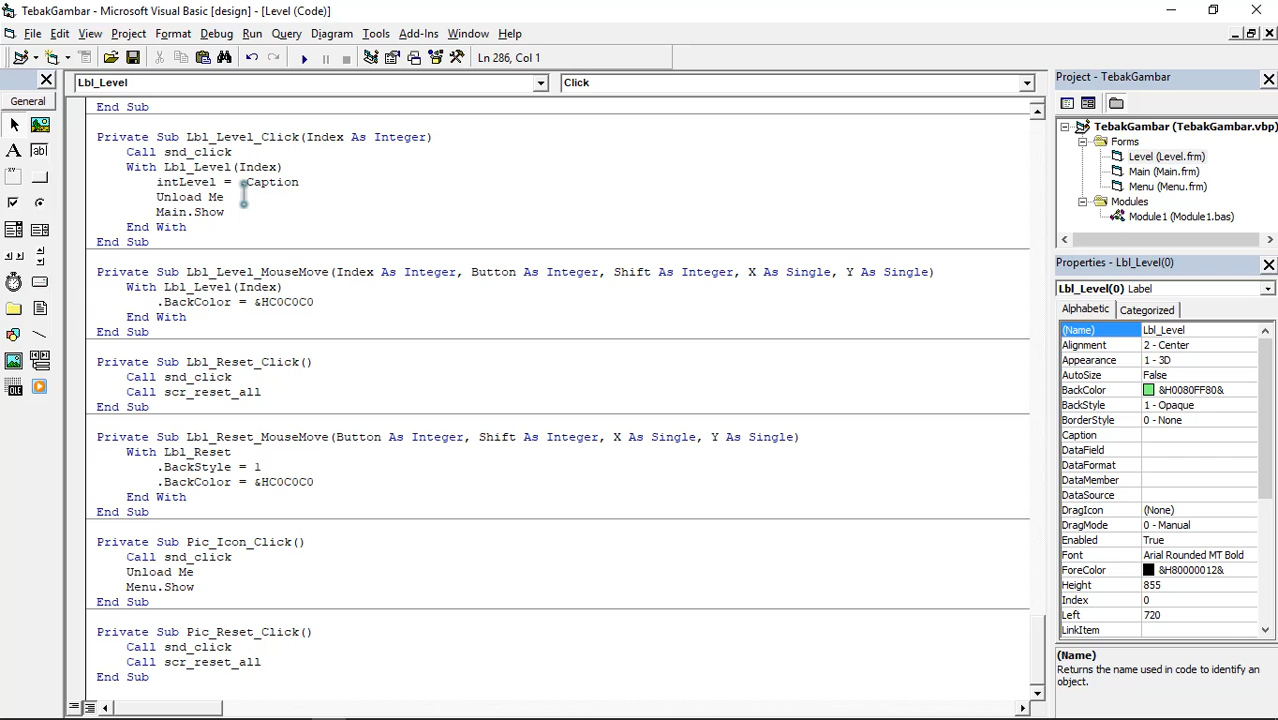 TebakGambar - Microsoft Visual Basic [design] - [Level (Code)]
File Edit View Project Format Debug Run Query Diagram Tools Add-Ins Window Help
Ln 286, Col 1
General
Lbl_Level Click
End Sub
Private Sub Lbl_Level_Click(Index As Integer)
Call snd_click
With Lbl_Level(Index)
intLevel = .Caption
Unload Me
Main.Show
End With
End Sub
Private Sub Lbl_Level_MouseMove(Index As Integer, Button As Integer, Shift As Integer, X As Single, Y As Single)
With Lbl_Level(Index)
.BackColor = &HC0C0C0
End With
End Sub
Private Sub Lbl_Reset_Click()
Call snd_click
Call scr_reset_all
End Sub
Private Sub Lbl_Reset_MouseMove(Button As Integer, Shift As Integer, X As Single, Y As Single)
With Lbl_Reset
.BackStyle = 1
.BackColor = &HC0C0C0
End With
End Sub
Private Sub Pic_Icon_Click()
Call snd_click
Unload Me
Menu.Show
End Sub
Private Sub Pic_Reset_Click()
Call snd_click
Call scr_reset_all
End Sub
Project - TebakGambar
TebakGambar (TebakGambar.vbp)
Forms
Level (Level.frm)
Main (Main.frm)
Menu (Menu.frm)
Modules
Module1 (Module1.bas)
Properties - Lbl_Level(0)
Lbl_Level(0) Label
Alphabetic Categorized
(Name) Lbl_Level
Alignment 2 - Center
Appearance 1 - 3D
AutoSize False
BackColor &H0080FF80&
BackStyle 1 - Opaque
BorderStyle 0 - None
Caption
DataField
DataFormat
DataMember
DataSource
DragIcon (None)
DragMode 0 - Manual
Enabled True
Font Arial Rounded MT Bold
ForeColor &H80000012&
Height 855
Index 0
Left 720
LinkItem
(Name)
Returns the name used in code to identify an
object.